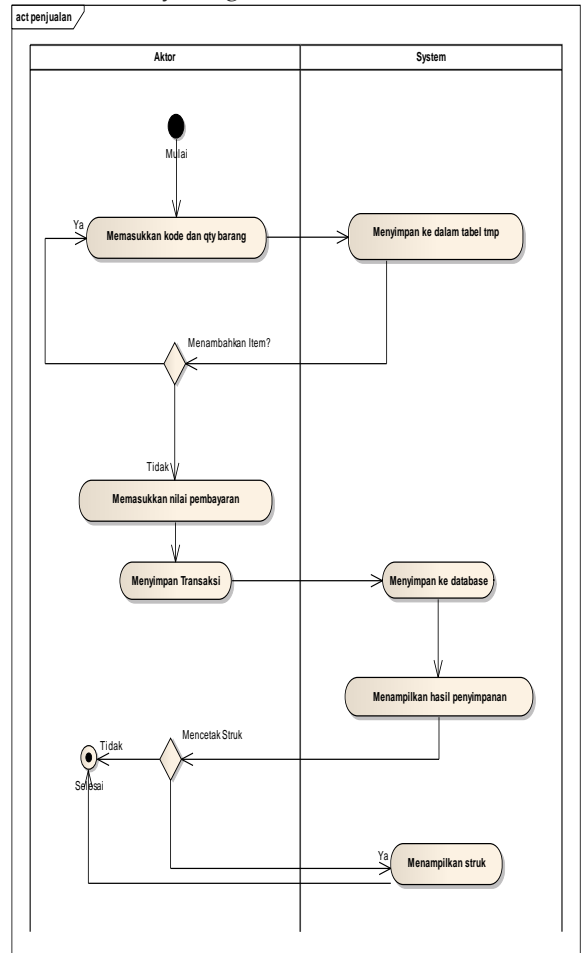 act penjualan
Aktor
System
Mulai
Ya
Memasukkan kode dan qty barang
Menyimpan ke dalam tabel tmp
Menambahkan Item?
Tidak
Memasukkan nilai pembayaran
Menyimpan Transaksi
Menyimpan ke database
Menampilkan hasil penyimpanan
Mencetak Struk
Tidak
Selesai
Ya
Menampilkan struk